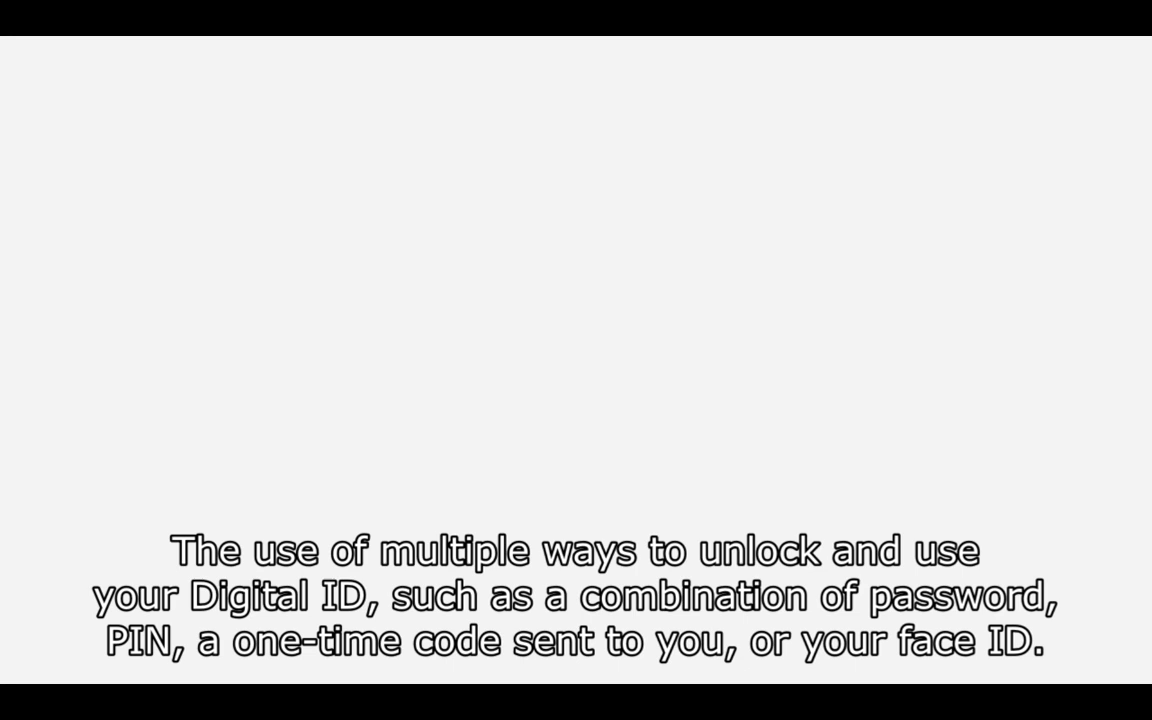 The use of multiple ways to unlock and use
your Digital ID, such as a combination of password,
PIN, a one-time code sent to you, or your face ID.